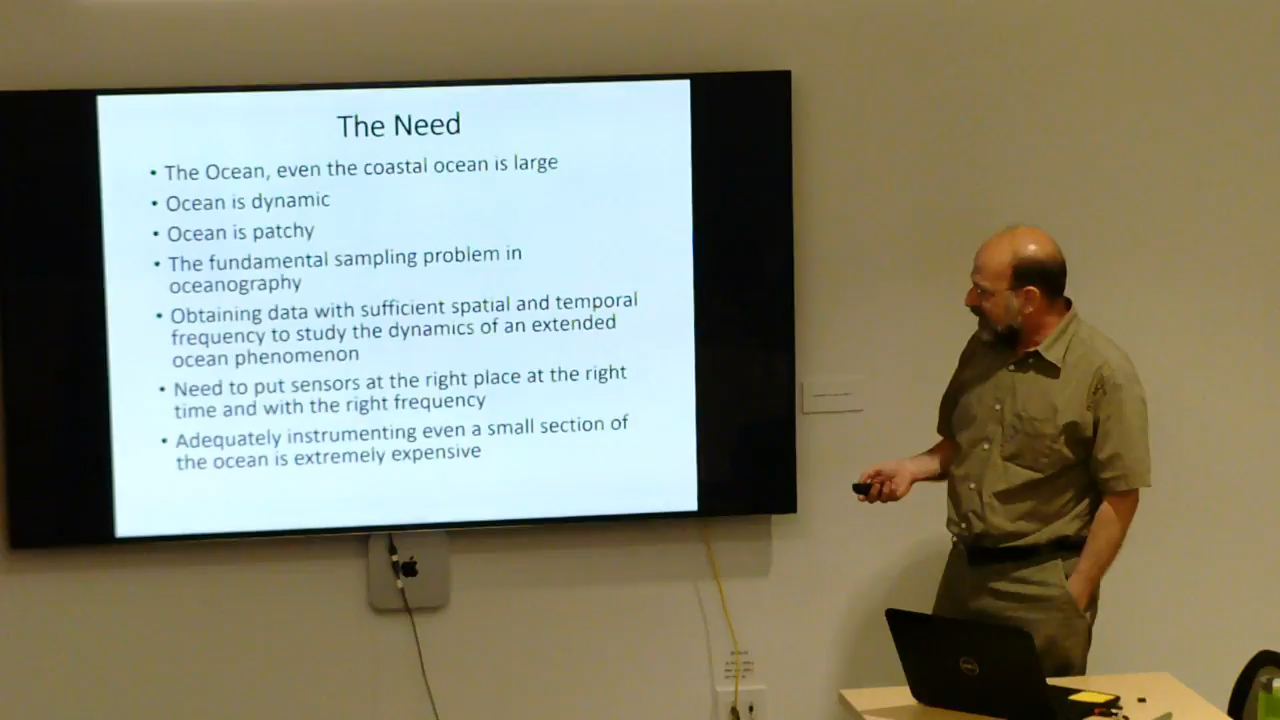 The Need
• The Ocean, even the coastal ocean is large
• Ocean is dynamic
• Ocean is patchy
• The fundamental sampling problem in
oceanography
• Obtaining data with sufficient spatial and temporal
frequency to study the dynamics of an extended
ocean phenomenon
• Need to put sensors at the right place at the right
time and with the right frequency
• Adequately instrumenting even a small section of
the ocean is extremely expensive
DELL